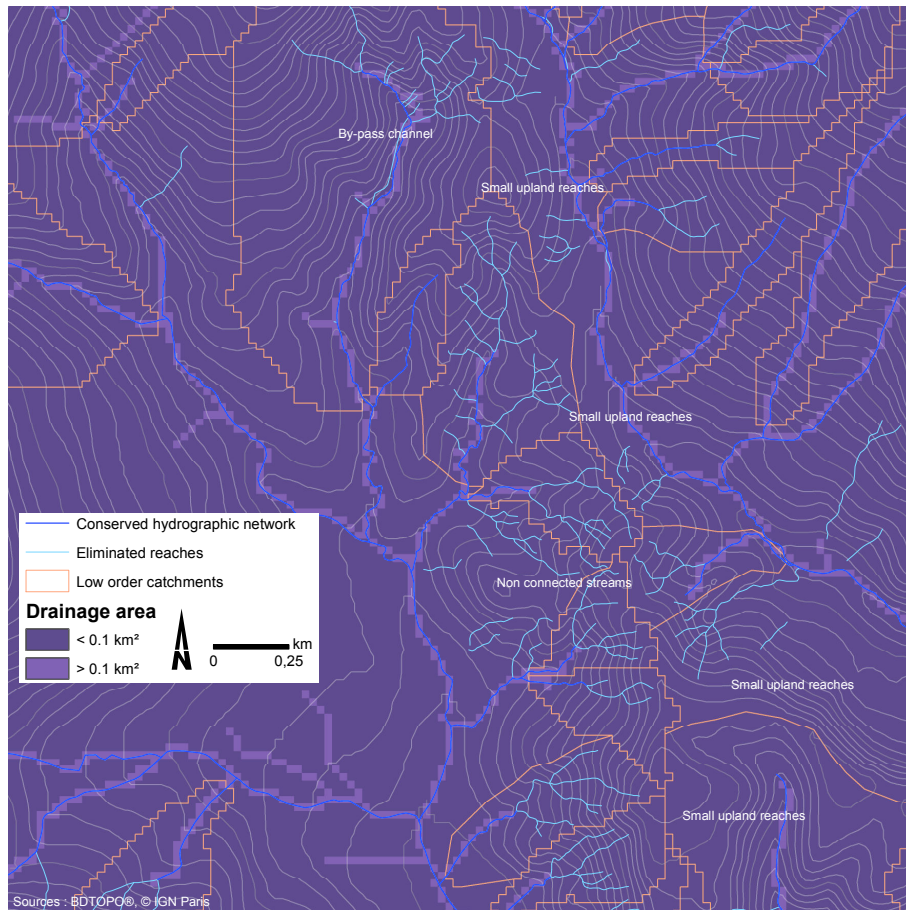 By-pass channel
Small upland reaches
Small upland reaches
Conserved hydrographic network
Eliminated reaches
Low order catchments
Drainage area
< 0.1 km²
> 0.1 km²
N
km
0 0,25
Non connected streams
Small upland reaches
Small upland reaches
Sources : BDTOPO®, © IGN Paris